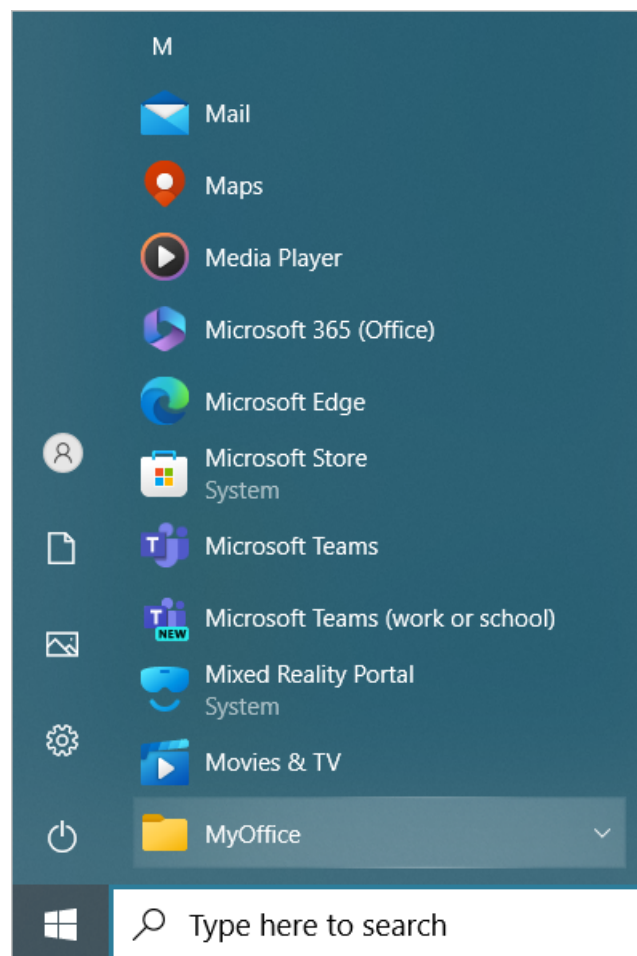 M
Mail
Maps
Media Player
Microsoft 365 (Office)
Microsoft Edge
Microsoft Store
System
Microsoft Teams
Microsoft Teams (work or school)
NEW
Mixed Reality Portal
System
Movies & TV
MyOffice
Type here to search